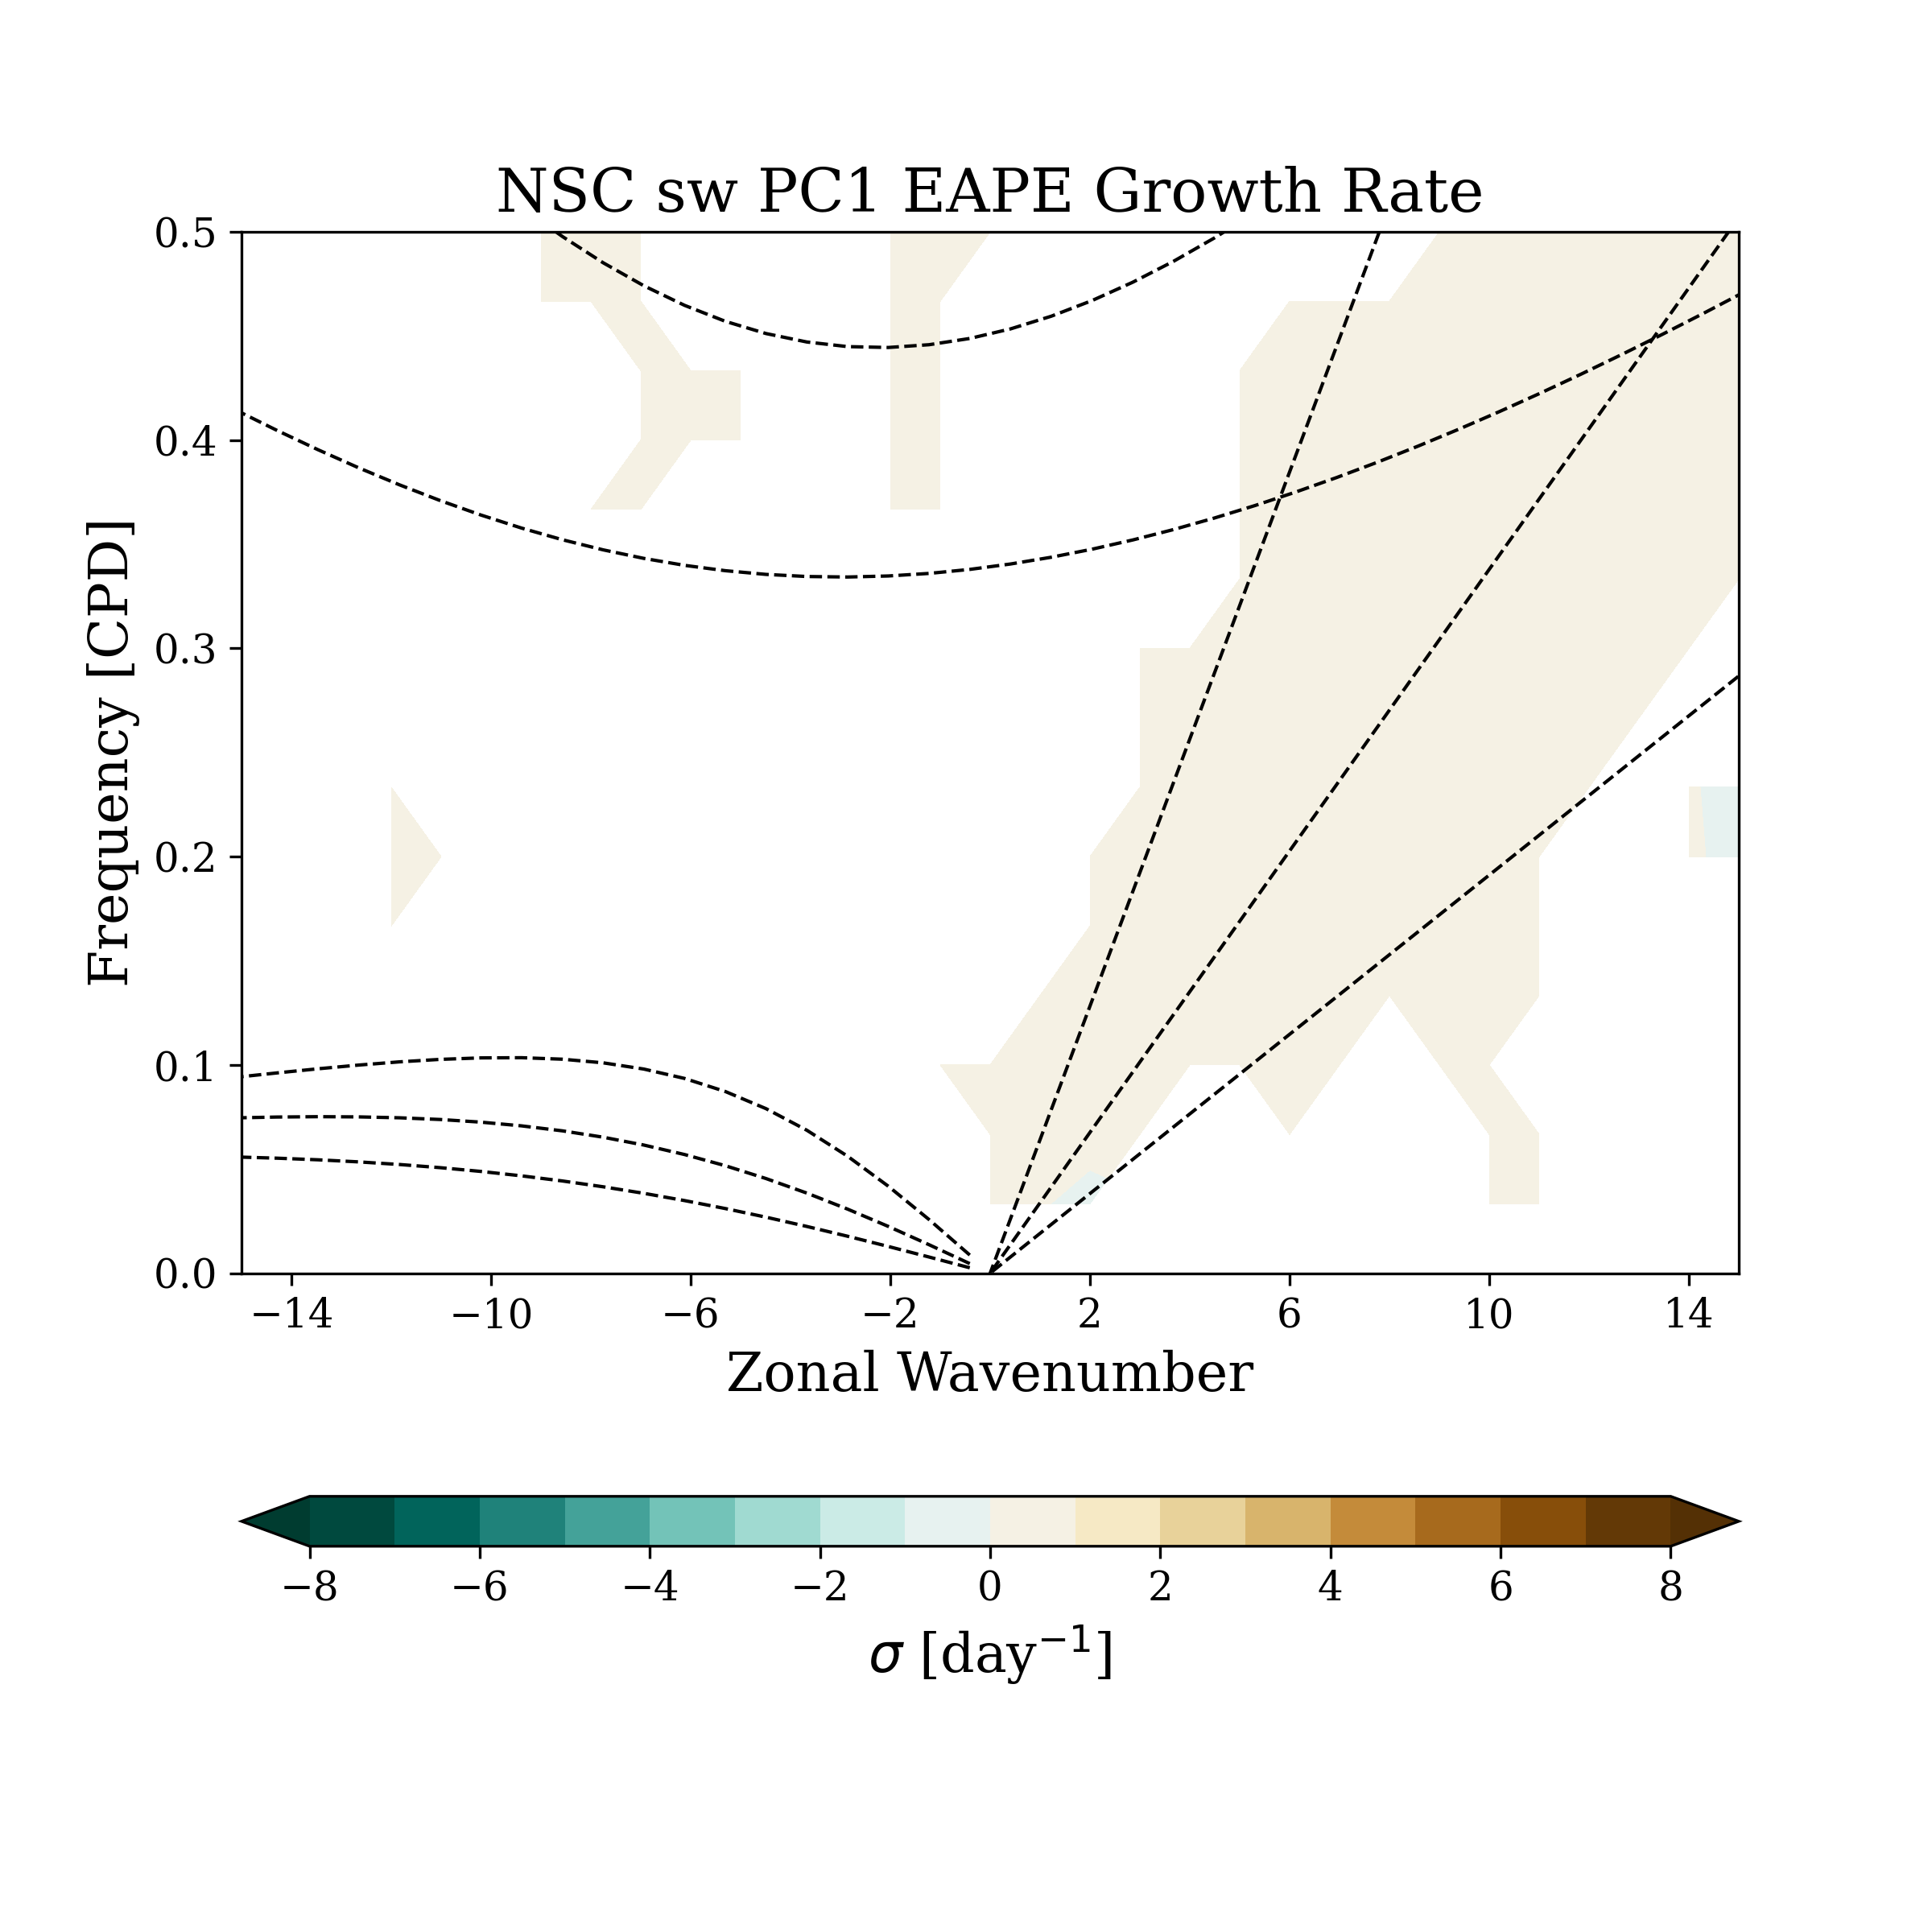 NSC sw PC1 EAPE Growth Rate
0.5
0.4
0.3
0.2
0.1
0.0
Frequency [CPD]
−14 −10 −6 −2 2 6 10 14
Zonal Wavenumber
−8 −6 −4 −2 0 2 4 6 8
σ [day⁻¹]